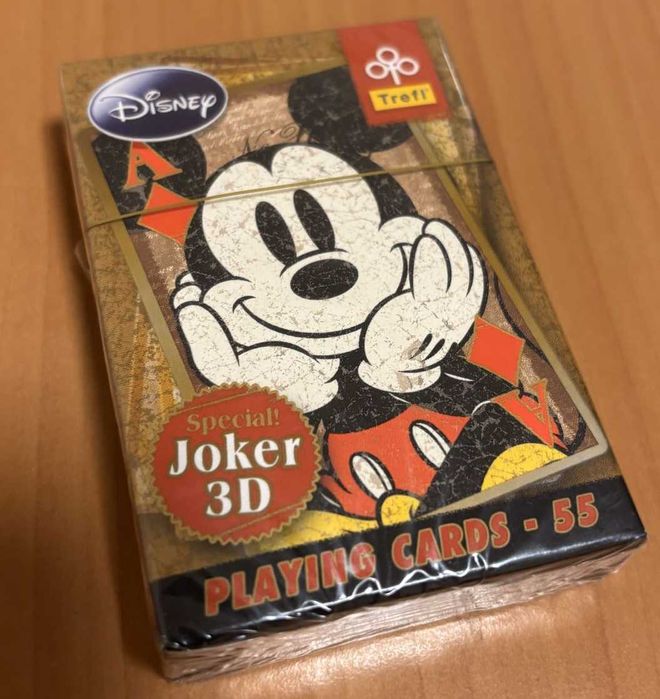 Disney
Trefl
A
Special!
Joker
3D
A
PLAYING CARDS - 55